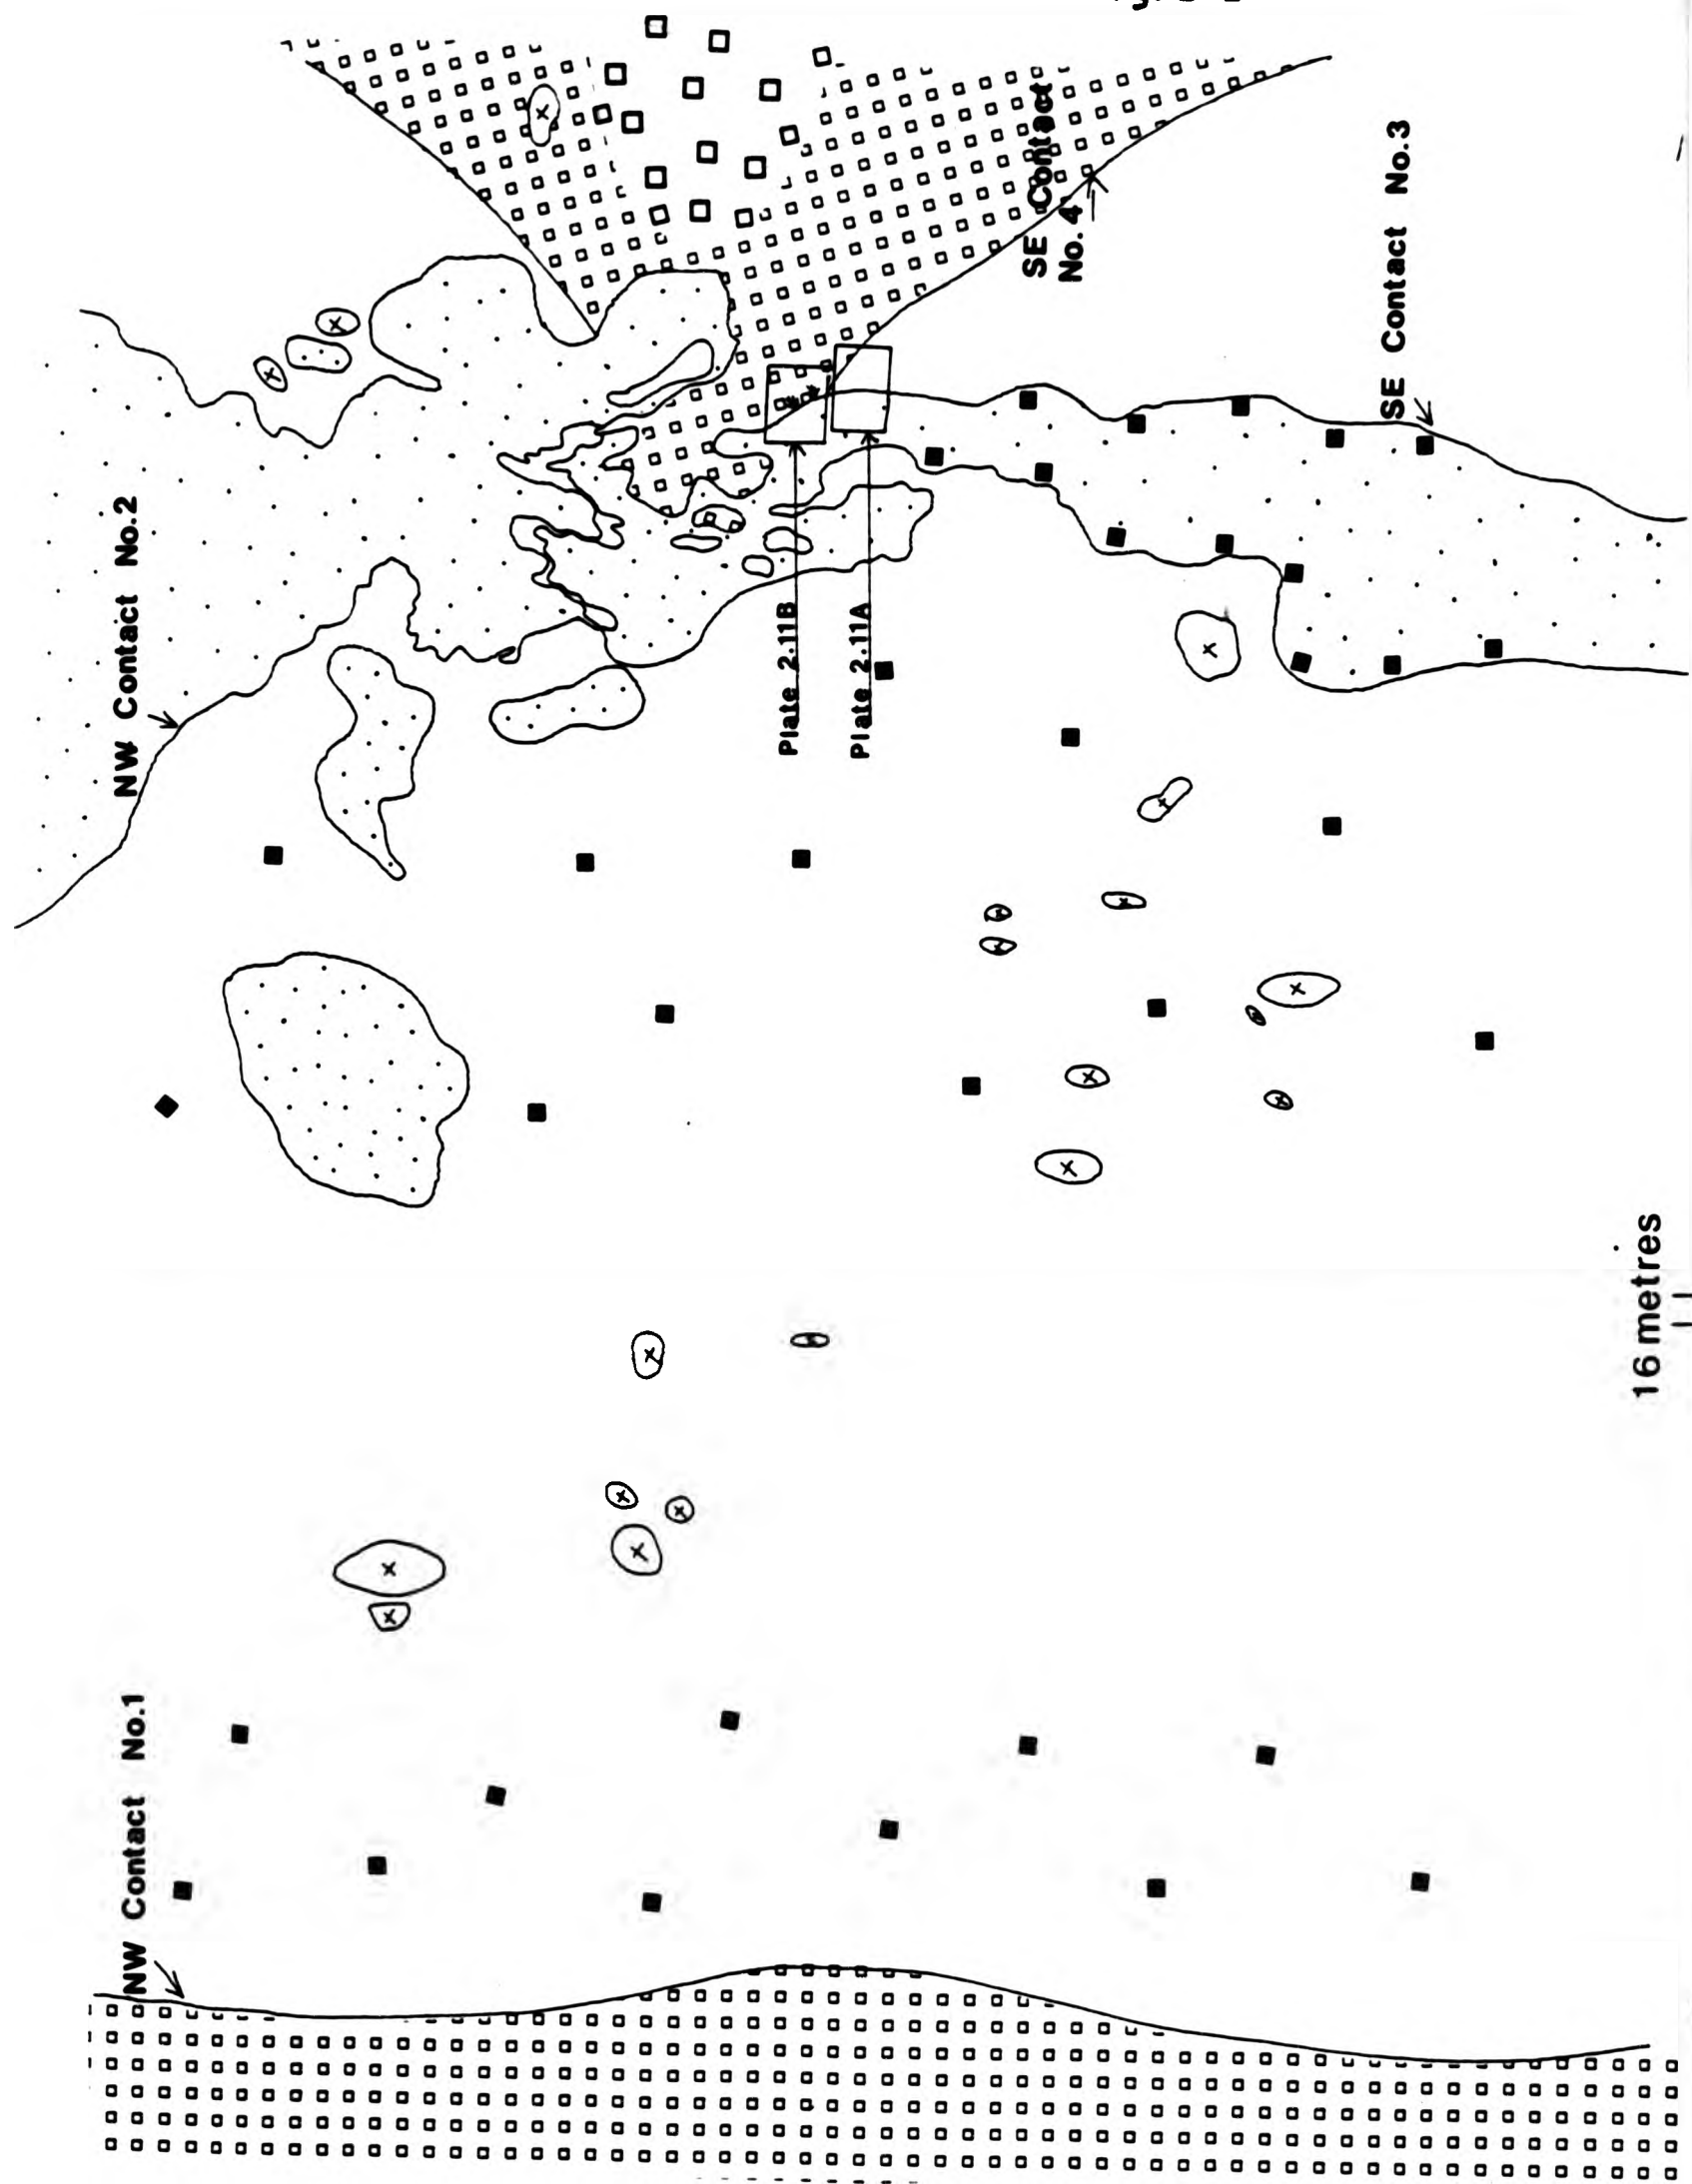 NW Contact No.1
NW Contact No.2
Plate 2.11B
Plate 2.11A
SE Contact
No. 4
SE Contact No.3
16 metres